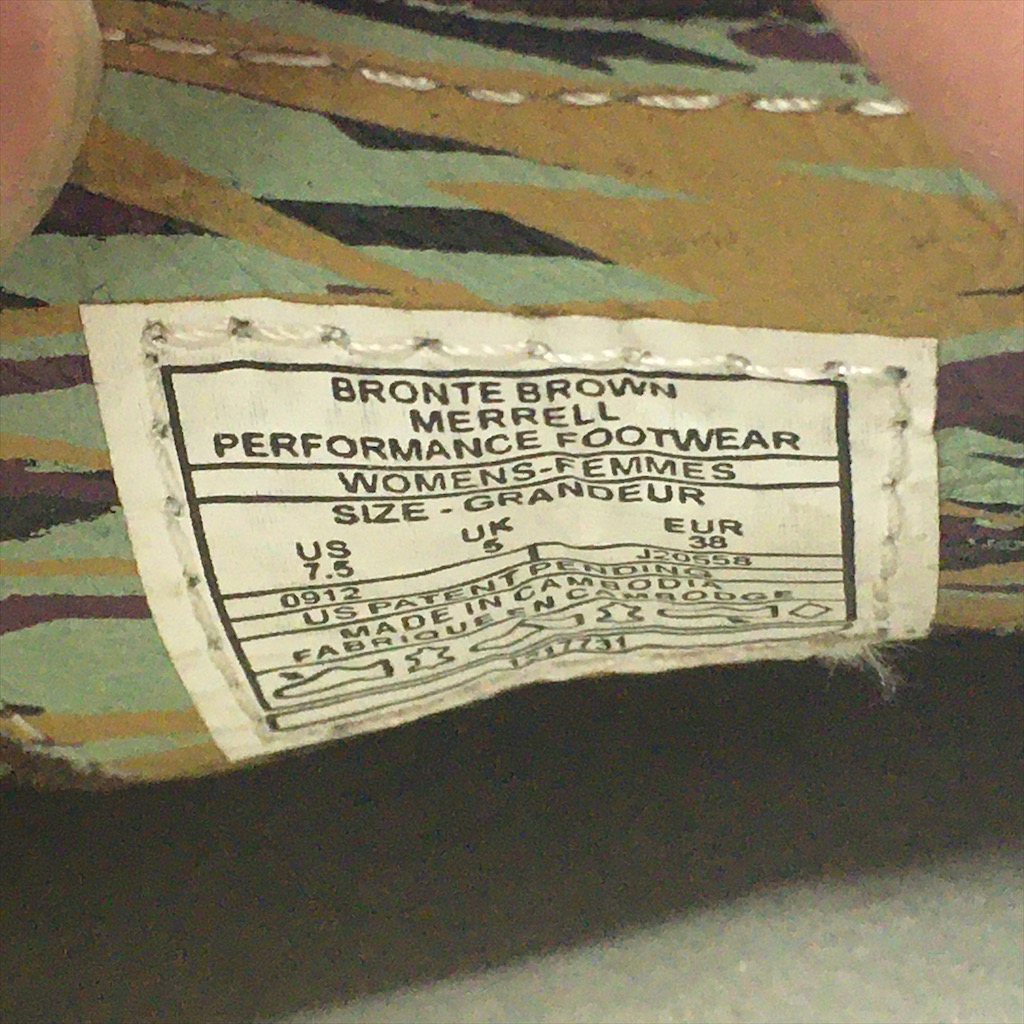 BRONTE BROWN
MERRELL
PERFORMANCE FOOTWEAR
WOMENS-FEMMES
SIZE - GRANDEUR
US UK EUR
7.5 5 38
0912 J20558
US PATENT PENDING
MADE IN CAMBODIA
FABRIQUE EN CAMBODGE